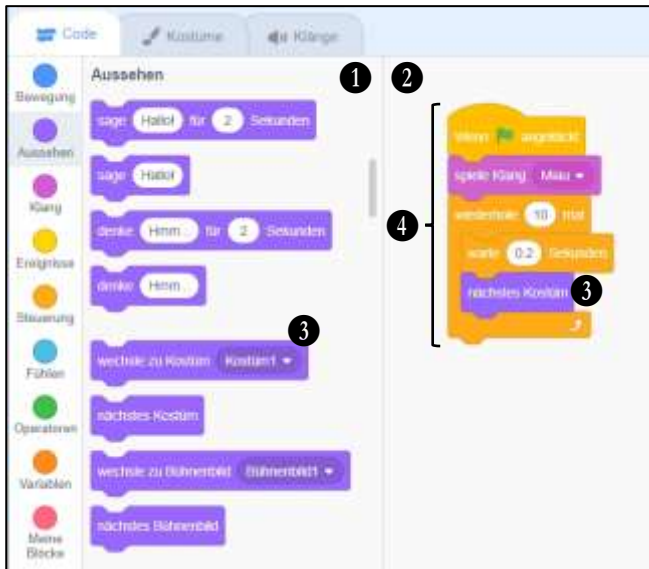 Code Kostüme Klänge
Bewegung
Aussehen
Klang
Ereignisse
Steuerung
Fühlen
Operatoren
Variablen
Meine
Blöcke
Aussehen 1
sage Hallo! für 2 Sekunden
sage Hallo!
denke Hmm für 2 Sekunden
denke Hmm
3
wechsle zu Kostüm Kostüm1
nächstes Kostüm
wechsle zu Bühnenbild Bühnenbild1
nächstes Bühnenbild
2
4
Wenn angeklickt
spiele Klang Miau
wiederhole 10 mal
warte 0.2 Sekunden
nächstes Kostüm 3